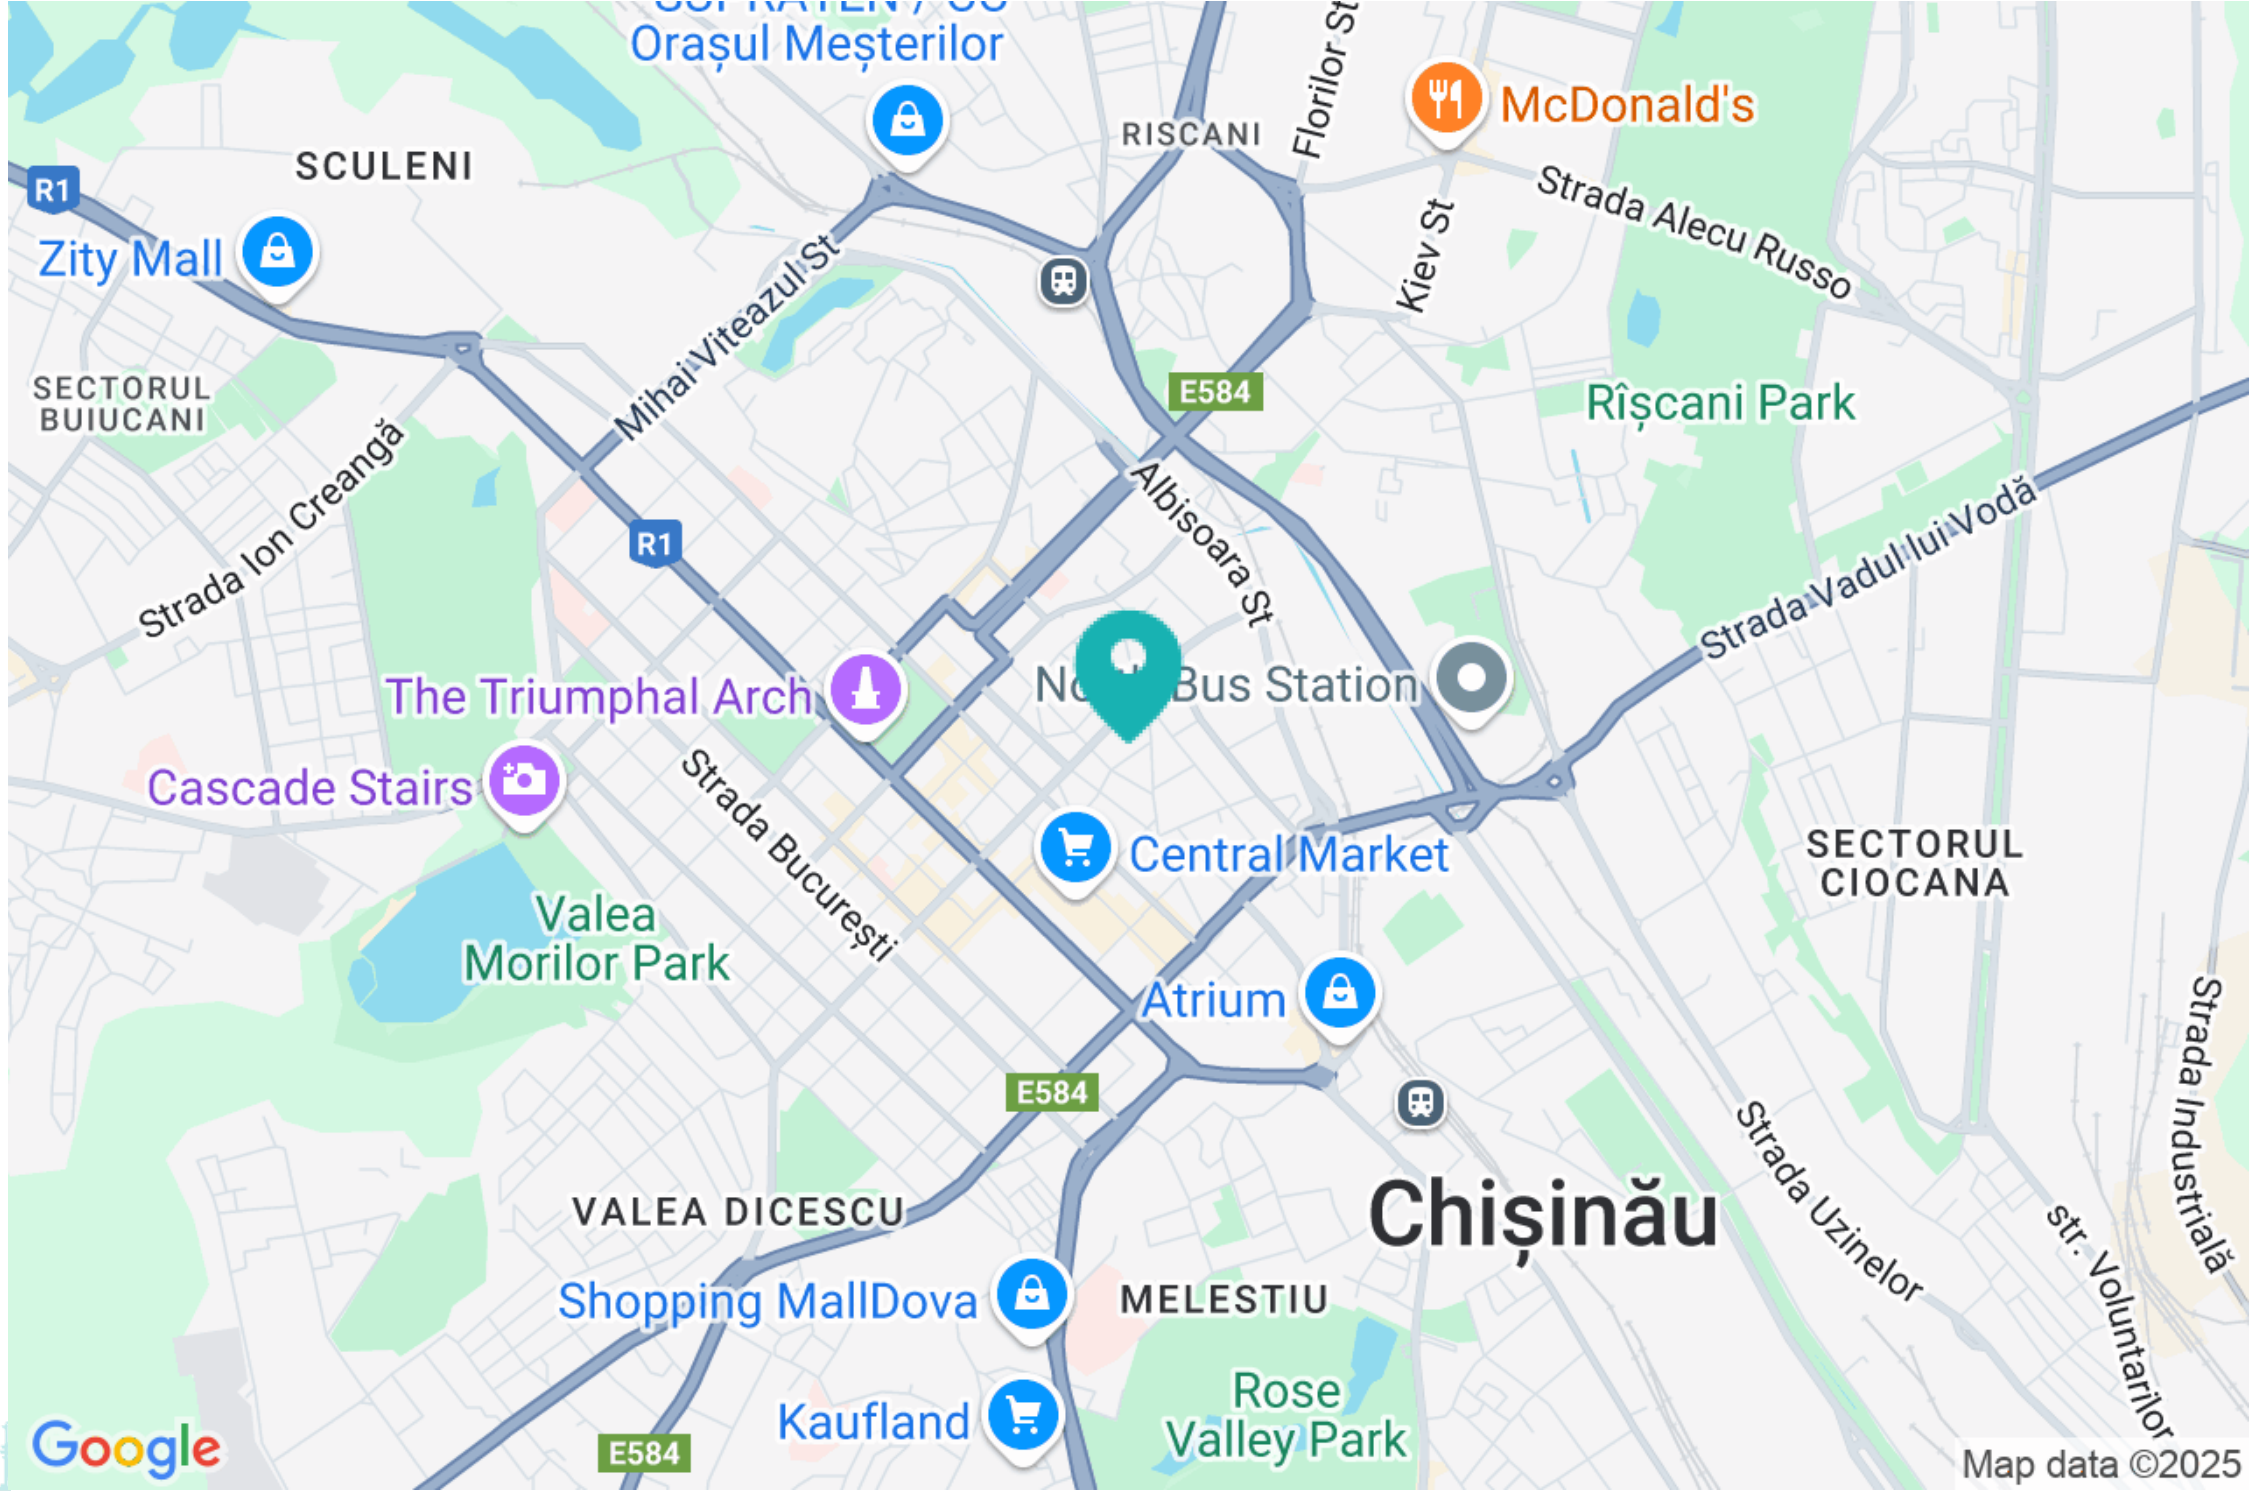 Orașul Meșterilor
Florilor St
McDonald's
RISCANI
SCULENI
R1
Strada Alecu Russo
Zity Mall
Kiev St
Mihai Viteazul St
SECTORUL
BUIUCANI
E584
Rîșcani Park
Strada Ion Creangă
Albisoara St
Strada Vadul lui Vodă
R1
Bus Station
The Triumphal Arch
Cascade Stairs
Strada București
Central Market
SECTORUL
CIOCANA
Valea
Morilor Park
Atrium
Strada Industrială
E584
Strada Uzinelor
Chișinău
VALEA DICESCU
str. Voluntarilor
Shopping MallDova
MELESTIU
Rose
Valley Park
Kaufland
Google
E584
Map data ©2025